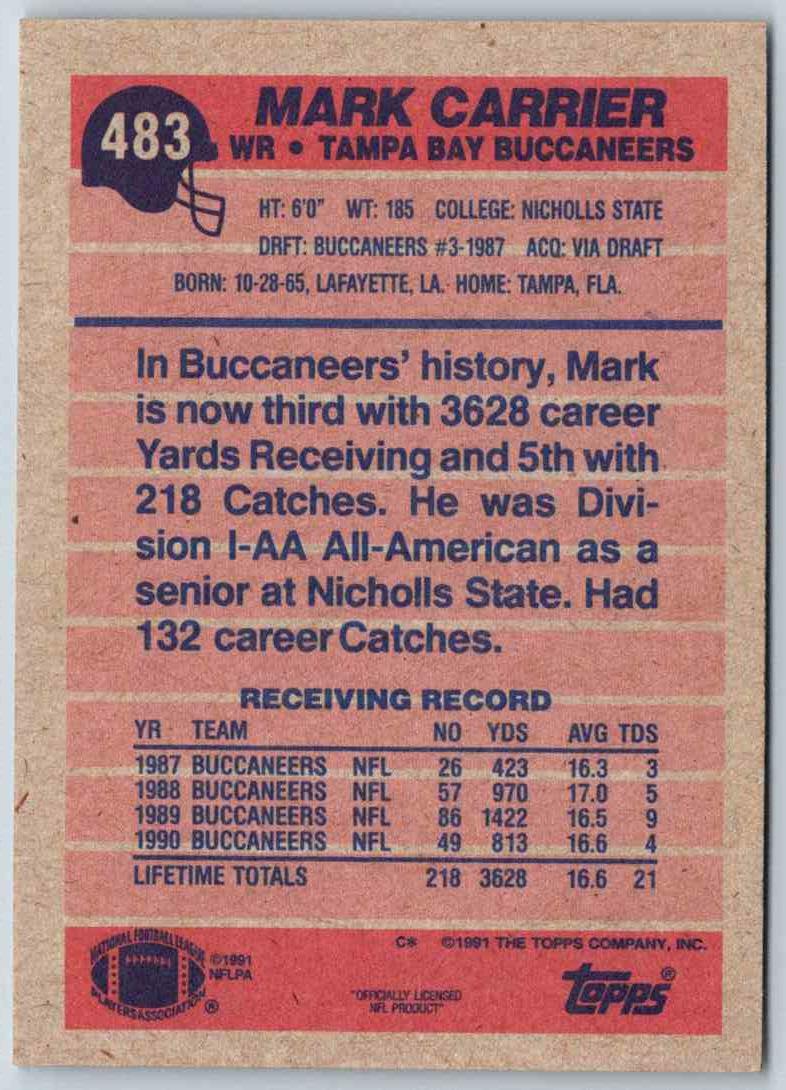 483
MARK CARRIER
WR • TAMPA BAY BUCCANEERS
HT: 6'0" WT: 185 COLLEGE: NICHOLLS STATE
DRFT: BUCCANEERS #3-1987 ACQ: VIA DRAFT
BORN: 10-28-65, LAFAYETTE, LA. HOME: TAMPA, FLA.
In Buccaneers' history, Mark
is now third with 3628 career
Yards Receiving and 5th with
218 Catches. He was Divi-
sion I-AA All-American as a
senior at Nicholls State. Had
132 career Catches.
RECEIVING RECORD
YR TEAM NO YDS AVG TDS
1987 BUCCANEERS NFL 26 423 16.3 3
1988 BUCCANEERS NFL 57 970 17.0 5
1989 BUCCANEERS NFL 86 1422 16.5 9
1990 BUCCANEERS NFL 49 813 16.6 4
LIFETIME TOTALS 218 3628 16.6 21
NATIONAL FOOTBALL LEAGUE
PLAYERS ASSOCIATION ®
©1991
NFLPA
C* ©1991 THE TOPPS COMPANY, INC.
"OFFICIALLY LICENSED
NFL PRODUCT"
topps®